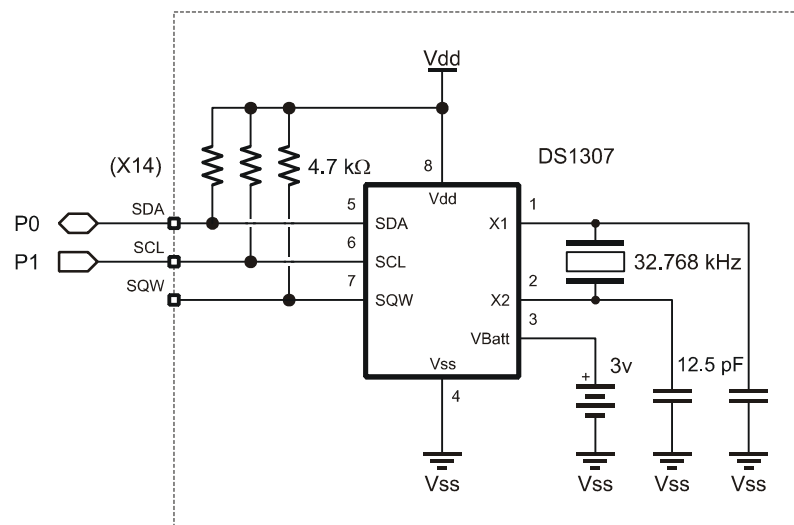 Vdd
(X14)
4.7 kΩ
8
DS1307
Vdd
P0
SDA
5
SDA
X1
1
P1
SCL
6
SCL
32.768 kHz
SQW
7
SQW
X2
2
VBatt
3
Vss
+
3v
12.5 pF
4
Vss
Vss
Vss
Vss